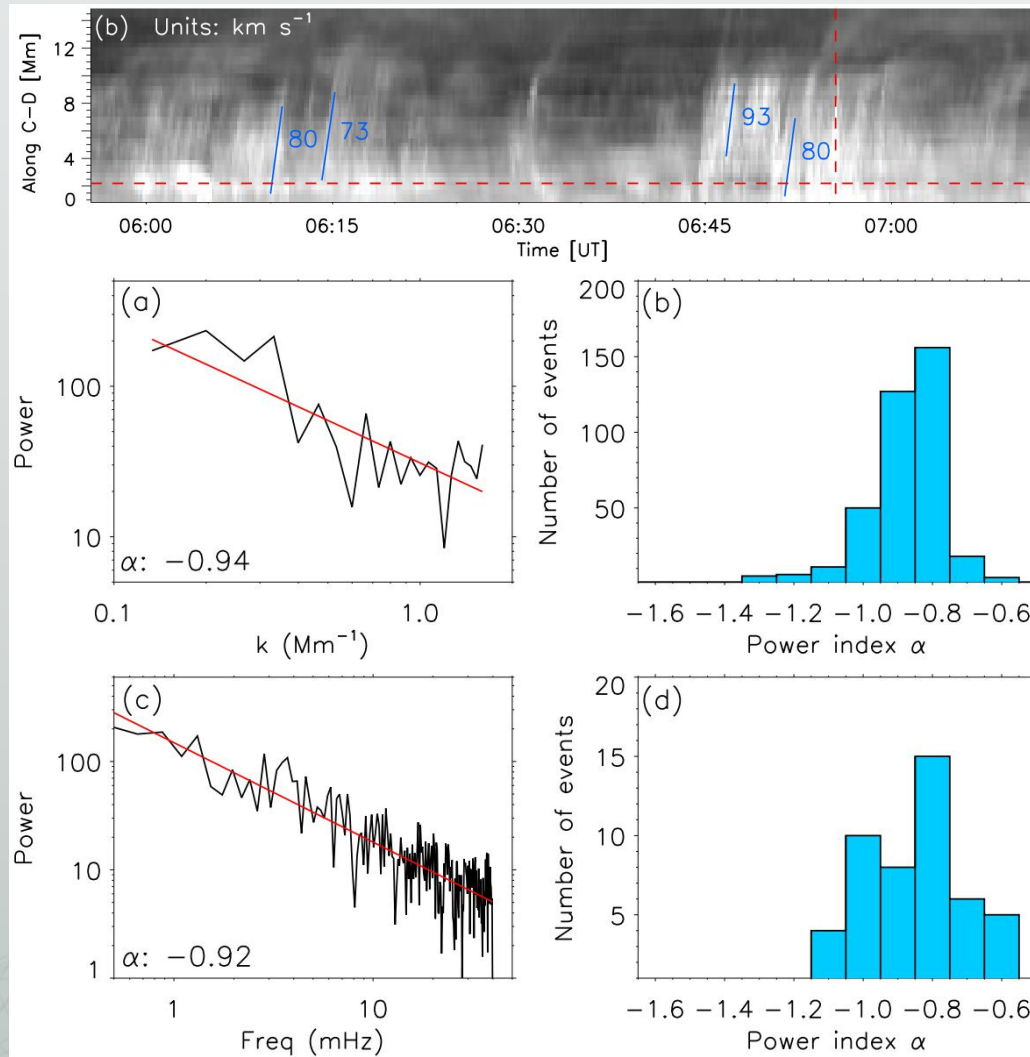 (b) Units: km s⁻¹
Along C−D [Mm]
12
8
4
0
80
73
93
80
06:00 06:15 06:30 06:45 07:00
Time [UT]
(a)
Power
100
10
α: −0.94
0.1 1.0
k (Mm⁻¹)
(b)
Number of events
200
150
100
50
−1.6 −1.4 −1.2 −1.0 −0.8 −0.6
Power index α
(c)
Power
100
10
1
α: −0.92
1 10
Freq (mHz)
(d)
Number of events
20
15
10
5
−1.6 −1.4 −1.2 −1.0 −0.8 −0.6
Power index α